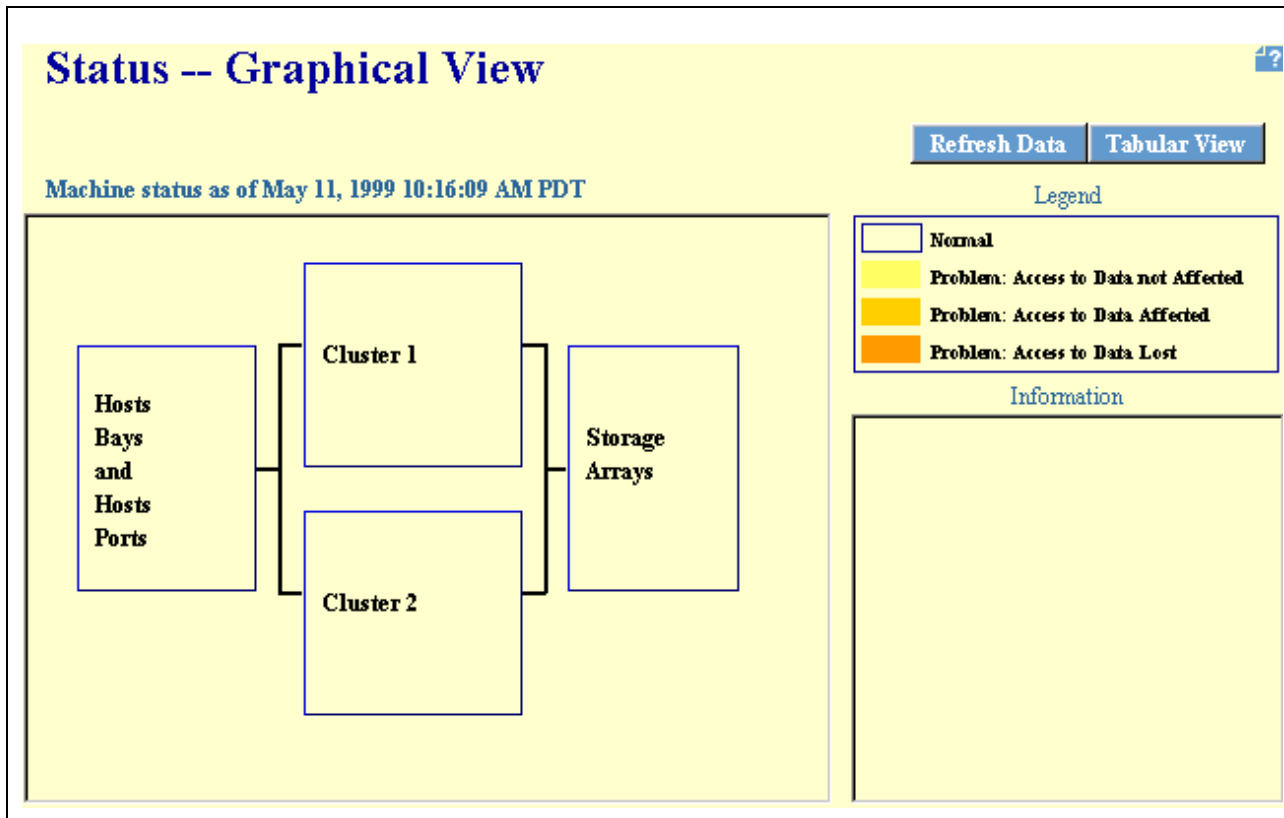 Status -- Graphical View
?
Refresh Data
Tabular View
Machine status as of May 11, 1999 10:16:09 AM PDT
Legend
Normal
Problem: Access to Data not Affected
Problem: Access to Data Affected
Problem: Access to Data Lost
Information
Hosts
Bays
and
Hosts
Ports
Cluster 1
Cluster 2
Storage
Arrays